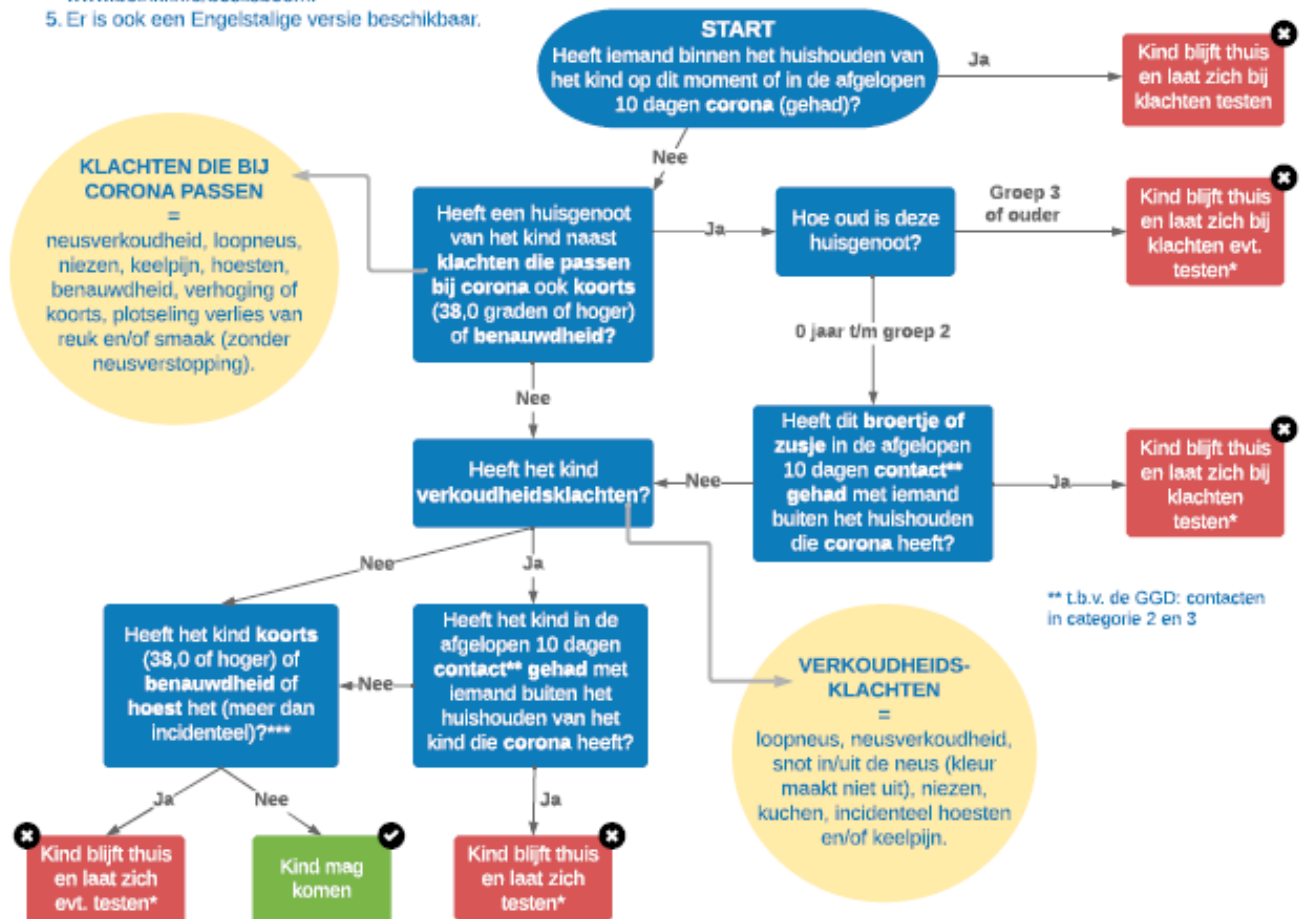 5. Er is ook een Engelstalige versie beschikbaar.
START
Heeft iemand binnen het huishouden van
het kind op dit moment of in de afgelopen
10 dagen corona (gehad)?
Ja
Kind blijft thuis
en laat zich bij
klachten testen
Nee
KLACHTEN DIE BIJ
CORONA PASSEN
=
neusverkoudheid, loopneus,
niezen, keelpijn, hoesten,
benauwdheid, verhoging of
koorts, plotseling verlies van
reuk en/of smaak (zonder
neusverstopping).
Heeft een huisgenoot
van het kind naast
klachten die passen
bij corona ook koorts
(38,0 graden of hoger)
of benauwdheid?
Ja
Hoe oud is deze
huisgenoot?
Groep 3
of ouder
Kind blijft thuis
en laat zich bij
klachten evt.
testen*
0 jaar t/m groep 2
Nee
Heeft het kind
verkoudheidsklachten?
Nee
Heeft dit broertje of
zusje in de afgelopen
10 dagen contact**
gehad met iemand
buiten het huishouden
die corona heeft?
Ja
Kind blijft thuis
en laat zich bij
klachten
testen*
** t.b.v. de GGD: contacten
in categorie 2 en 3
Nee
Ja
Heeft het kind koorts
(38,0 of hoger) of
benauwdheid of
hoest het (meer dan
incidenteel)?***
Nee
Heeft het kind in de
afgelopen 10 dagen
contact** gehad met
iemand buiten het
huishouden van het
kind die corona heeft?
VERKOUDHEIDS-
KLACHTEN
=
loopneus, neusverkoudheid,
snot in/uit de neus (kleur
maakt niet uit), niezen,
kuchen, incidenteel hoesten
en/of keelpijn.
Ja
Nee
Ja
Kind blijft thuis
en laat zich
evt. testen*
Kind mag
komen
Kind blijft thuis
en laat zich
testen*